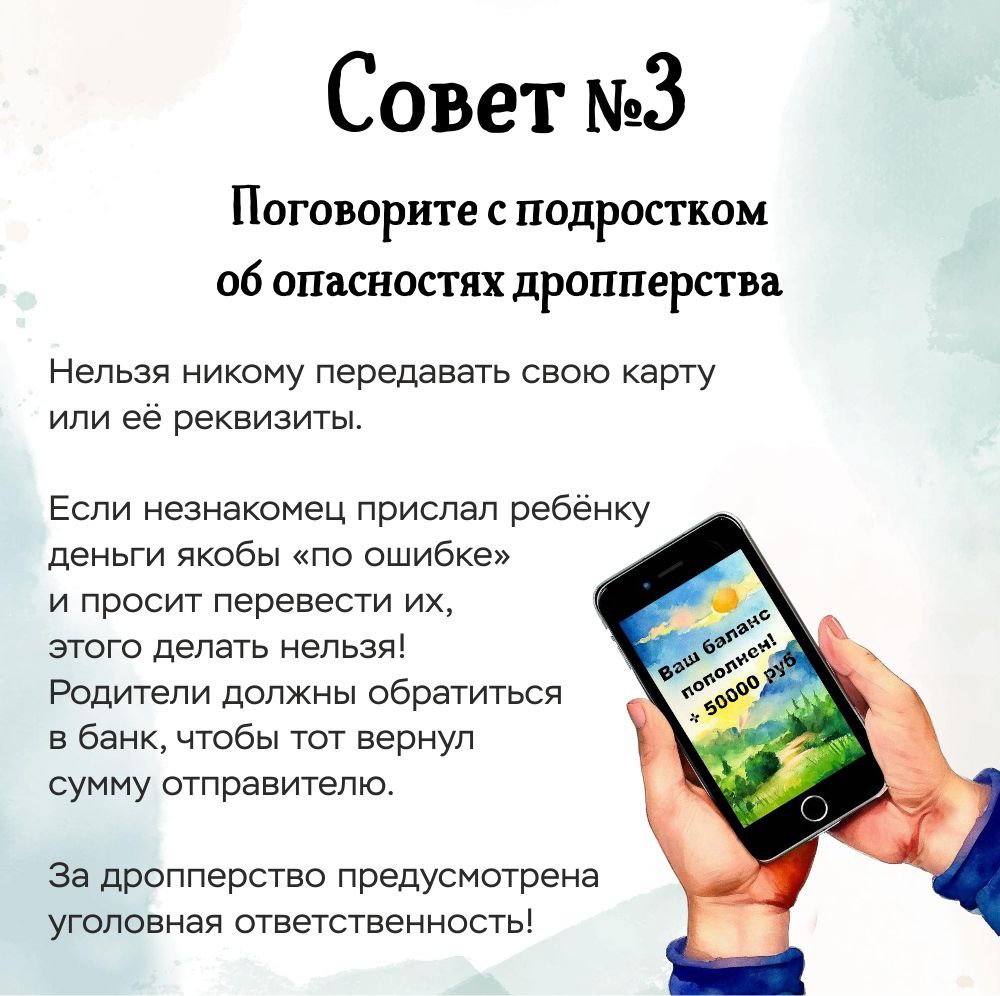 Совет №3
Поговорите с подростком
об опасностях дропперства
Нельзя никому передавать свою карту
или её реквизиты.
Если незнакомец прислал ребёнку
деньги якобы «по ошибке»
и просит перевести их,
этого делать нельзя!
Родители должны обратиться
в банк, чтобы тот вернул
сумму отправителю.
За дропперство предусмотрена
уголовная ответственность!
Ваш баланс
пополнен!
+ 50000 руб